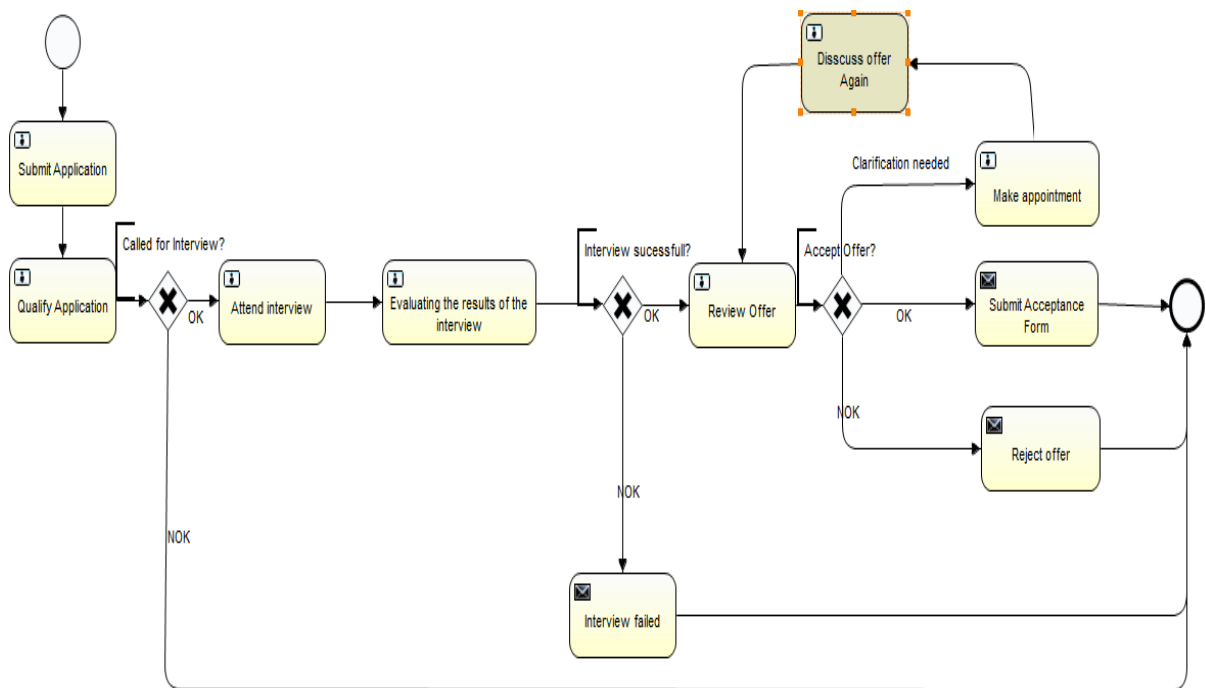 Disscuss offer
Again
Submit Application
Clarification needed
Make appointment
Called for Interview?
Interview sucessfull?
Accept Offer?
Qualify Application
OK
Attend interview
Evaluating the results of the
interview
OK
Review Offer
OK
Submit Acceptance
Form
NOK
Reject offer
NOK
NOK
Interview failed